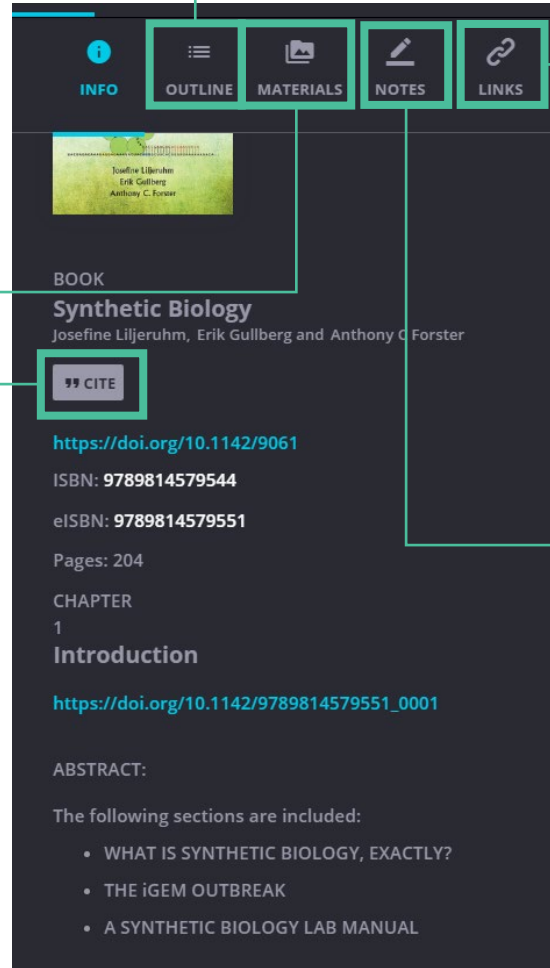 INFO OUTLINE MATERIALS NOTES LINKS
Josefine Liljeruhm
Erik Gullberg
Anthony C. Forster
BOOK
Synthetic Biology
Josefine Liljeruhm, Erik Gullberg and Anthony C Forster
CITE
https://doi.org/10.1142/9061
ISBN: 9789814579544
eISBN: 9789814579551
Pages: 204
CHAPTER
1
Introduction
https://doi.org/10.1142/9789814579551_0001
ABSTRACT:
The following sections are included:
• WHAT IS SYNTHETIC BIOLOGY, EXACTLY?
• THE iGEM OUTBREAK
• A SYNTHETIC BIOLOGY LAB MANUAL